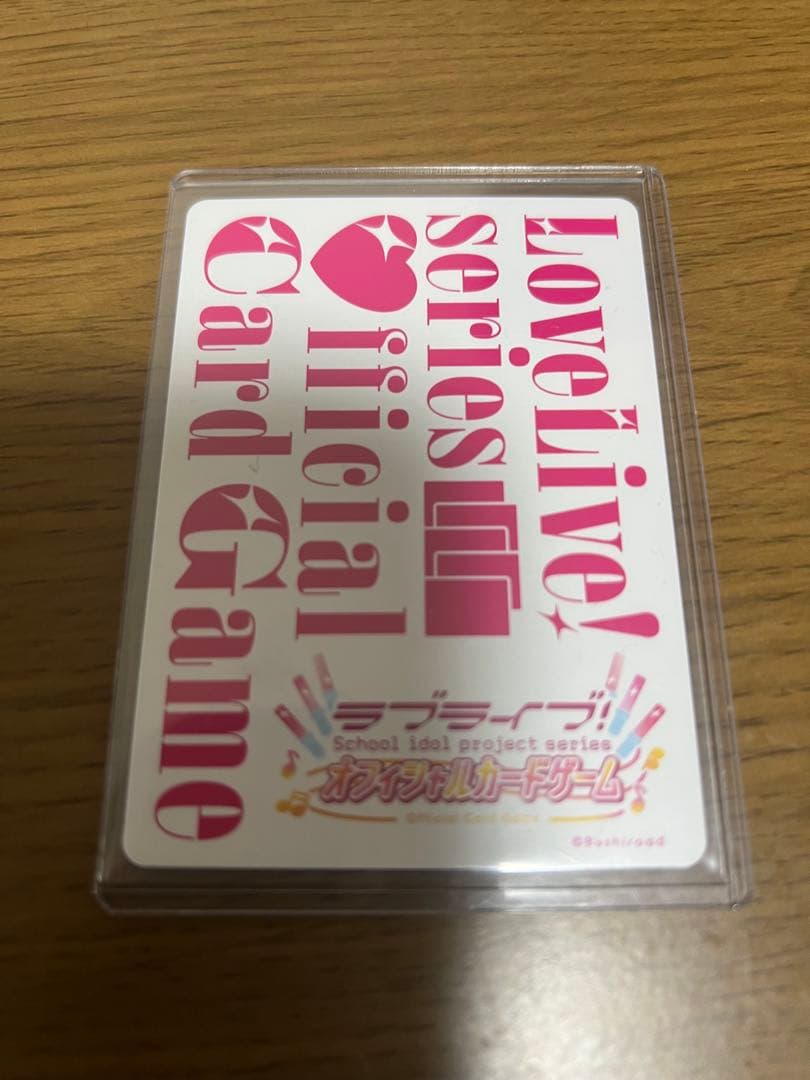 LoveLive!
series
♥fficial
Card Game
ラブライブ!
School idol project series
オフィシャルカードゲーム
Official Card Game
©Bushiroad